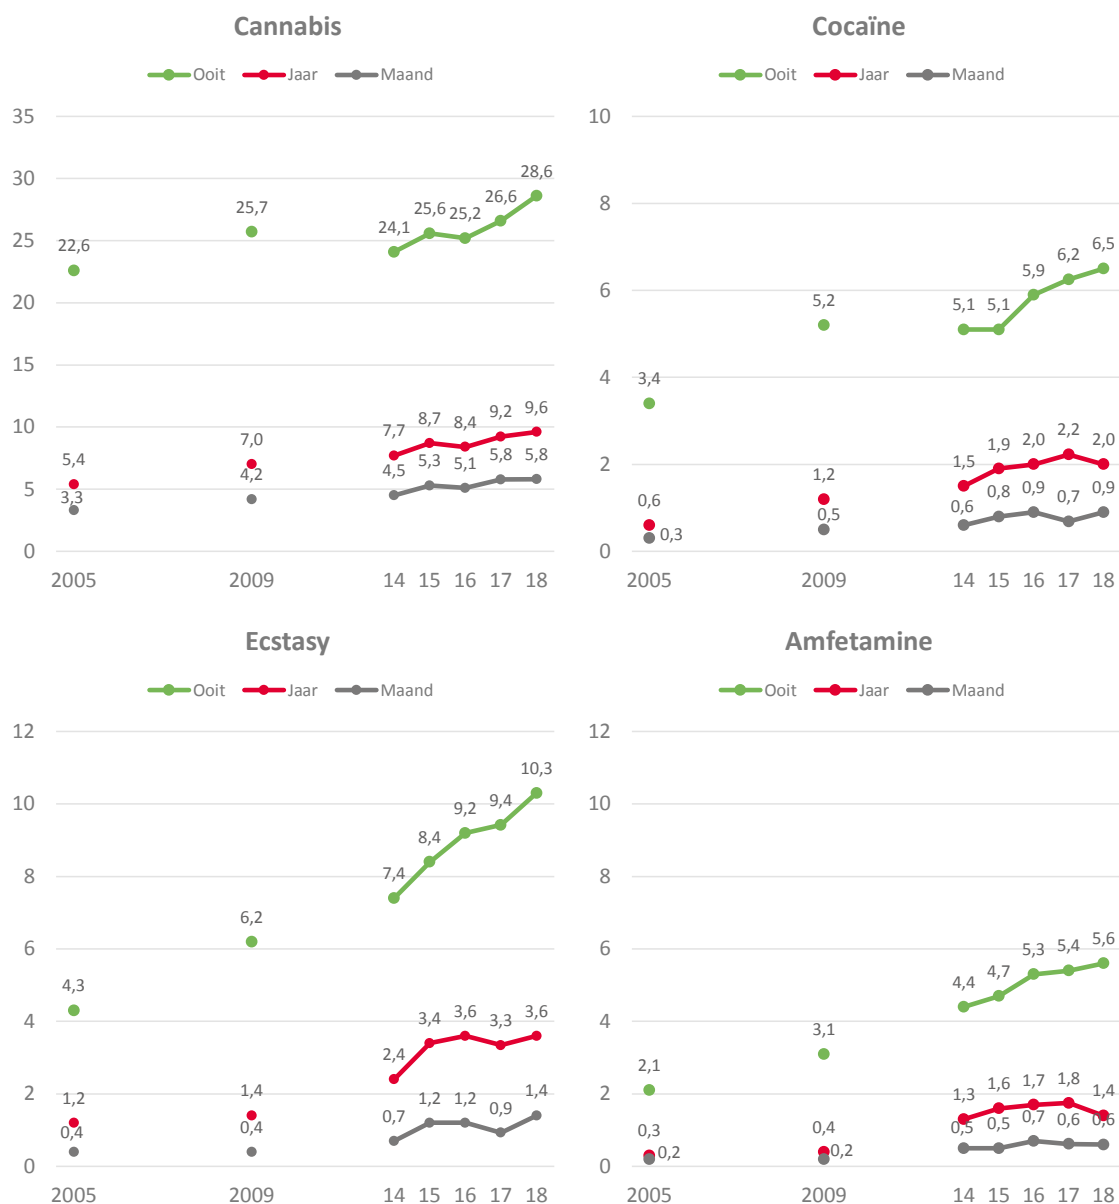 Cannabis
Ooit Jaar Maand
35
30
25
20
15
10
5
0
22,6 25,7 24,1 25,6 25,2 26,6 28,6
5,4 7,0 7,7 8,7 8,4 9,2 9,6
3,3 4,2 4,5 5,3 5,1 5,8 5,8
2005 2009 14 15 16 17 18
Cocaïne
Ooit Jaar Maand
10
8
6
4
2
0
3,4 5,2 5,1 5,1 5,9 6,2 6,5
0,6 1,2 1,5 1,9 2,0 2,2 2,0
0,3 0,5 0,6 0,8 0,9 0,7 0,9
2005 2009 14 15 16 17 18
Ecstasy
Ooit Jaar Maand
12
10
8
6
4
2
0
4,3 6,2 7,4 8,4 9,2 9,4 10,3
1,2 1,4 2,4 3,4 3,6 3,3 3,6
0,4 0,4 0,7 1,2 1,2 0,9 1,4
2005 2009 14 15 16 17 18
Amfetamine
Ooit Jaar Maand
12
10
8
6
4
2
0
2,1 3,1 4,4 4,7 5,3 5,4 5,6
0,3 0,4 1,3 1,6 1,7 1,8 1,4
0,2 0,2 0,5 0,5 0,7 0,6 0,6
2005 2009 14 15 16 17 18